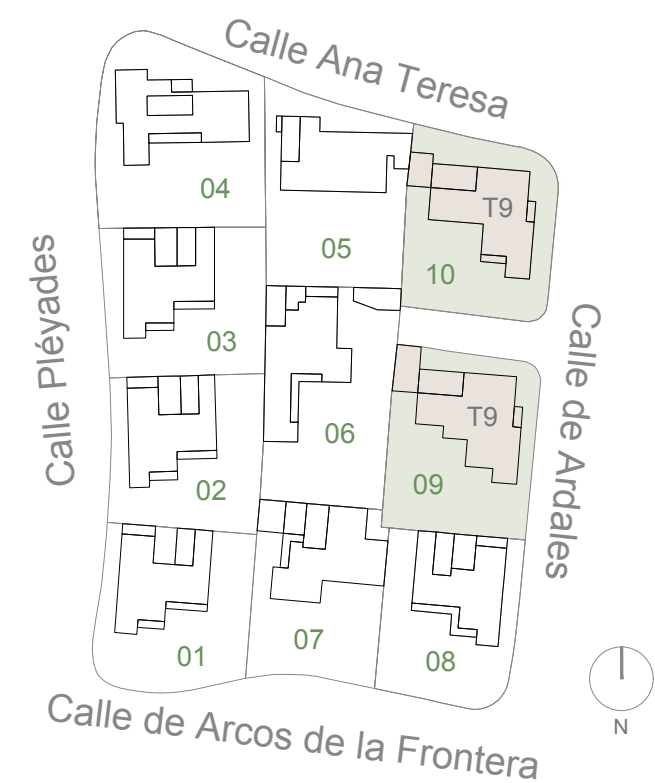 Calle Ana Teresa
04
T9
05
10
Calle Pléyades
03
Calle de Ardales
T9
06
02
09
01
07
08
Calle de Arcos de la Frontera
N